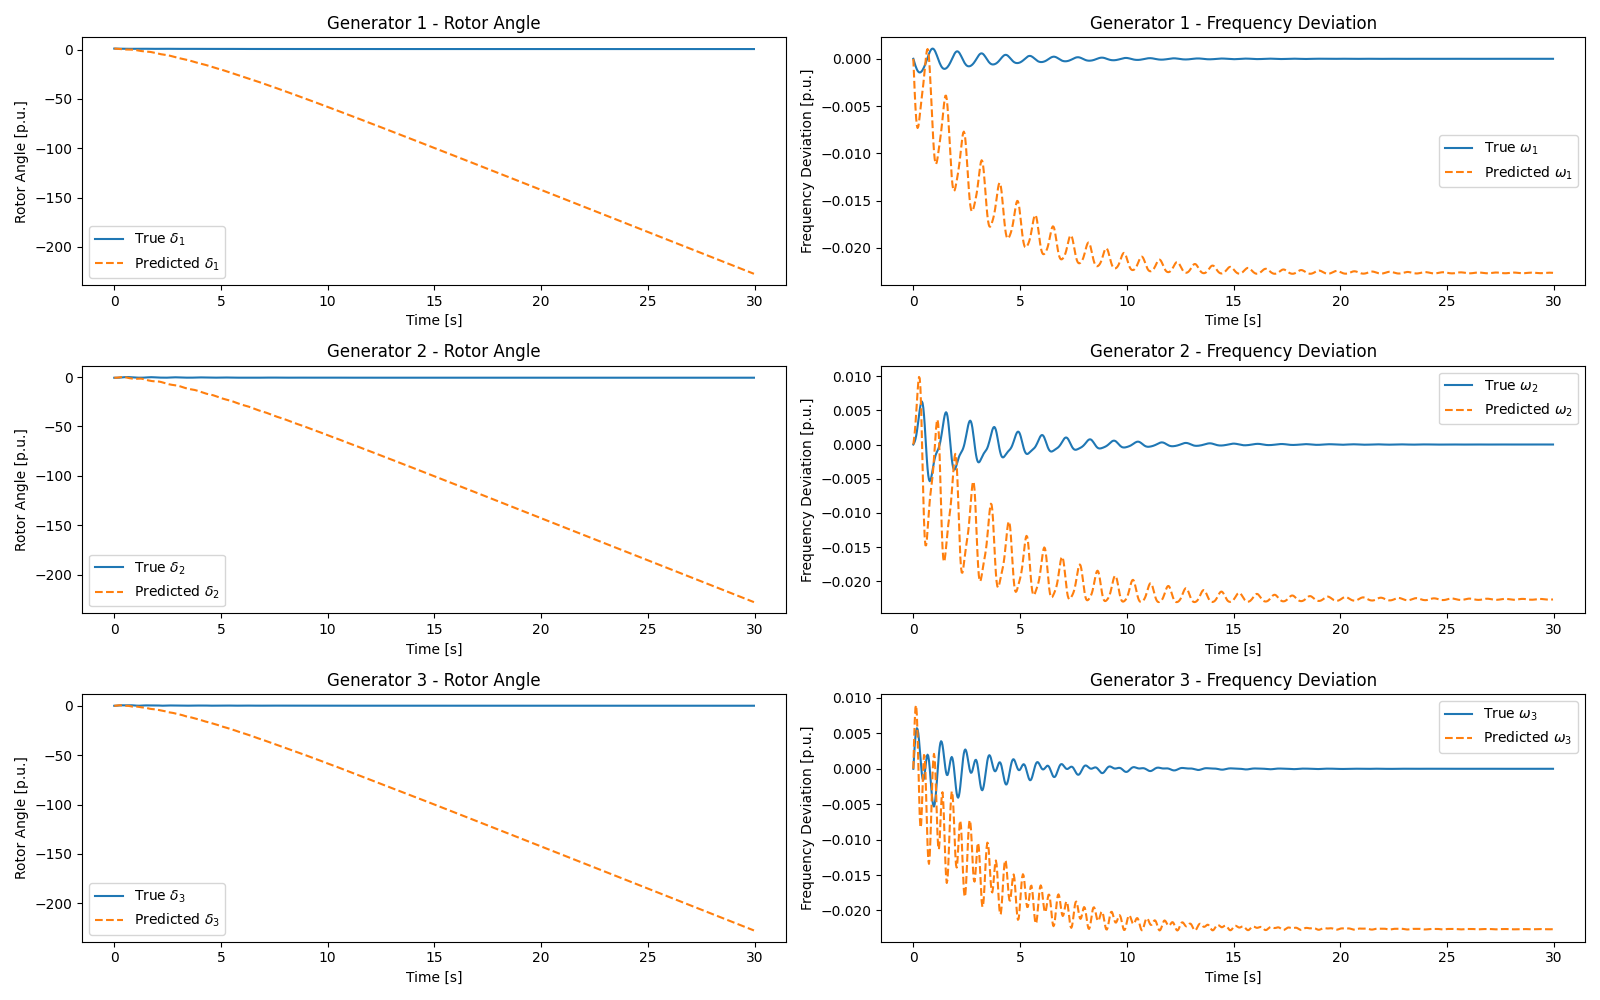 Generator 1 - Rotor Angle
Rotor Angle [p.u.]
0
−50
−100
−150
−200
True δ1
Predicted δ1
0 5 10 15 20 25 30
Time [s]
Generator 1 - Frequency Deviation
Frequency Deviation [p.u.]
0.000
−0.005
−0.010
−0.015
−0.020
True ω1
Predicted ω1
0 5 10 15 20 25 30
Time [s]
Generator 2 - Rotor Angle
Rotor Angle [p.u.]
0
−50
−100
−150
−200
True δ2
Predicted δ2
0 5 10 15 20 25 30
Time [s]
Generator 2 - Frequency Deviation
Frequency Deviation [p.u.]
0.010
0.005
0.000
−0.005
−0.010
−0.015
−0.020
True ω2
Predicted ω2
0 5 10 15 20 25 30
Time [s]
Generator 3 - Rotor Angle
Rotor Angle [p.u.]
0
−50
−100
−150
−200
True δ3
Predicted δ3
0 5 10 15 20 25 30
Time [s]
Generator 3 - Frequency Deviation
Frequency Deviation [p.u.]
0.010
0.005
0.000
−0.005
−0.010
−0.015
−0.020
True ω3
Predicted ω3
0 5 10 15 20 25 30
Time [s]